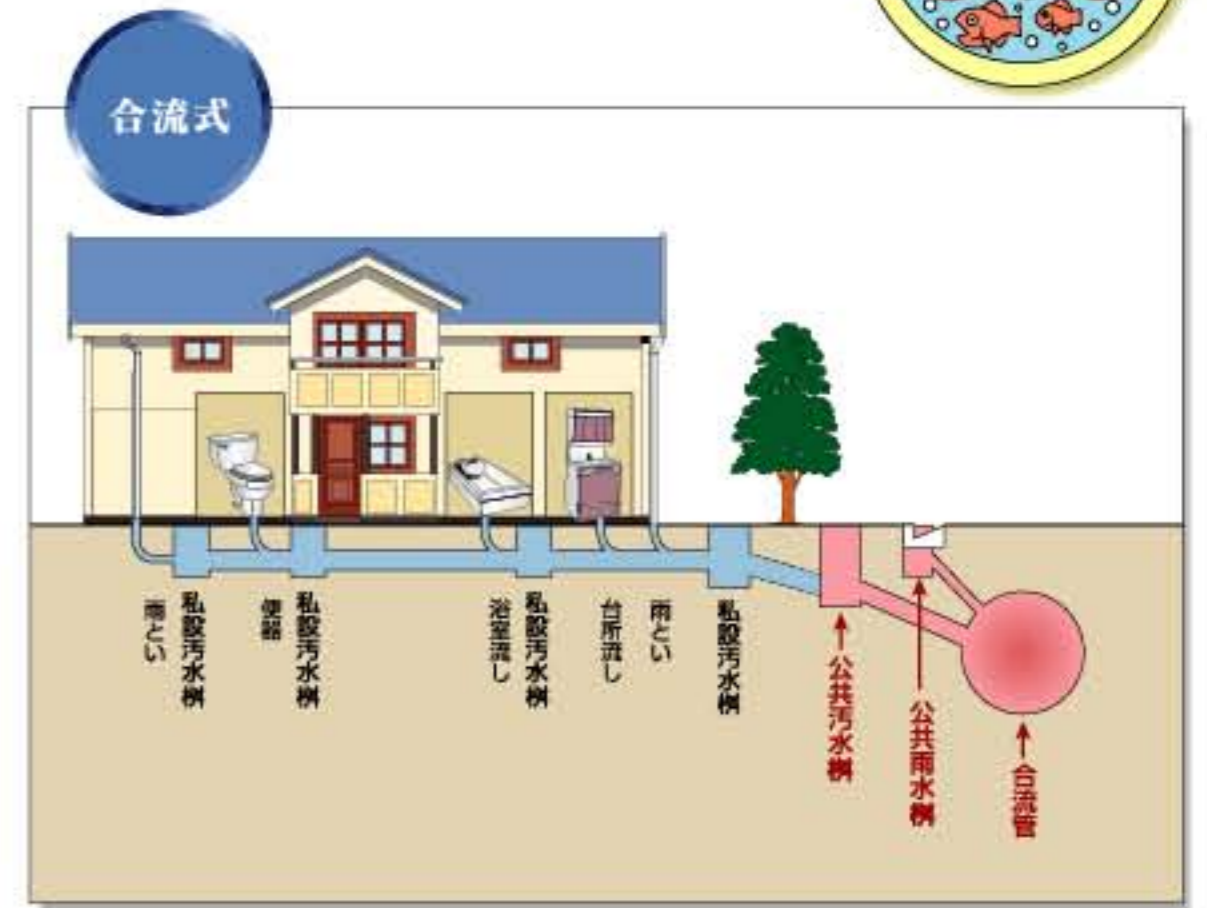 合流式
雨とい
私設汚水桝
便器
私設汚水桝
浴室流し
私設汚水桝
台所流し
雨とい
私設汚水桝
公共汚水桝
公共雨水桝
合流管